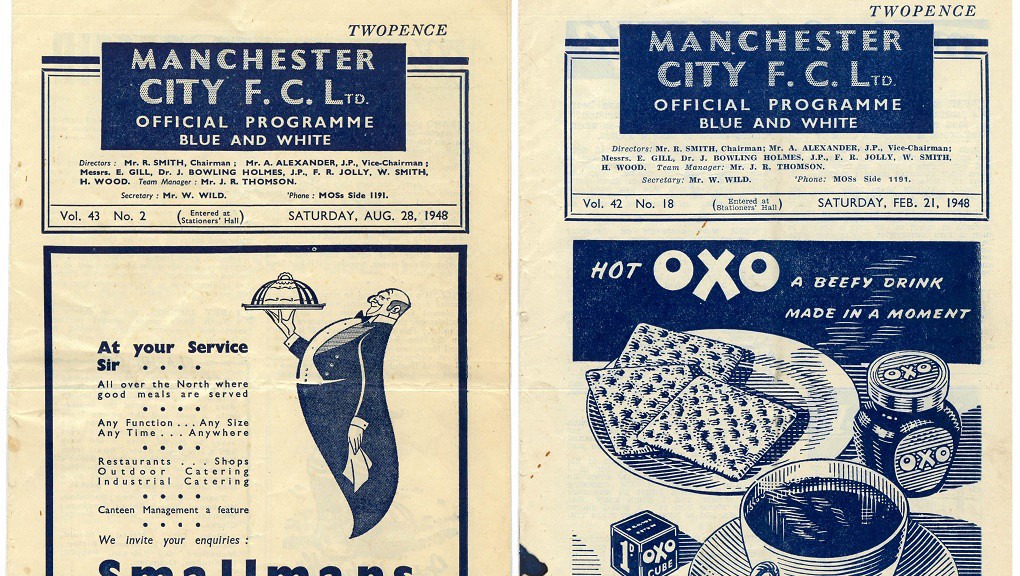 TWOPENCE
MANCHESTER
CITY F. C. LTD.
OFFICIAL PROGRAMME
BLUE AND WHITE
Directors : Mr. R. SMITH, Chairman ; Mr. A. ALEXANDER, J.P., Vice-Chairman ;
Messrs. E. GILL, Dr. J. BOWLING HOLMES, J.P., F. R. JOLLY, W. SMITH,
H. WOOD. Team Manager : Mr. J. R. THOMSON.
Secretary : Mr. W. WILD. 'Phone : MOSs Side 1191.
Vol. 43 No. 2 (Entered at Stationers' Hall) SATURDAY, AUG. 28, 1948
At your Service
Sir . . . .
All over the North where
good meals are served
. . . .
Any Function . . . Any Size
Any Time . . . Anywhere
. . . .
Restaurants . . . Shops
Outdoor Catering
Industrial Catering
. . . .
Canteen Management a feature
. . . .
We invite your enquiries :
Smallmans
TWOPENCE
MANCHESTER
CITY F. C. LTD.
OFFICIAL PROGRAMME
BLUE AND WHITE
Directors: Mr. R. SMITH, Chairman; Mr. A. ALEXANDER, J.P., Vice-Chairman;
Messrs. E. GILL, Dr. J. BOWLING HOLMES, J.P., F. R. JOLLY, W. SMITH,
H. WOOD. Team Manager: Mr. J. R. THOMSON.
Secretary: Mr. W. WILD. 'Phone: MOSs Side 1191.
Vol. 42 No. 18 (Entered at Stationers' Hall) SATURDAY, FEB. 21, 1948
HOT OXO A BEEFY DRINK
MADE IN A MOMENT
OXO
OXO
1D OXO
CUBE